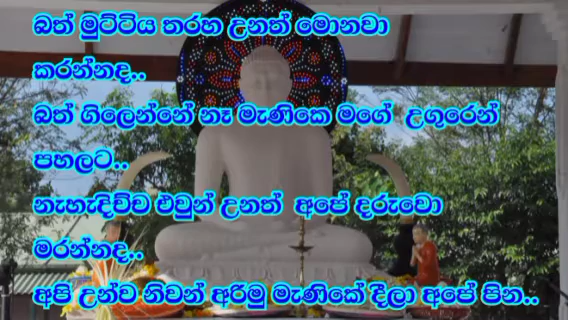 බත් මුට්ටිය තරහ උනත් මොනවා
කරන්නද..
බත් ගිලෙන්නේ නෑ මැණිකෙ මගේ උගුරෙන්
පහලට..
නැහැදිච්ච එවුන් උනත් අපේ දරුවො
මරන්නද..
අපි උන්ව නිවන් අරිමු මැණිකේ දීලා අපේ පින..